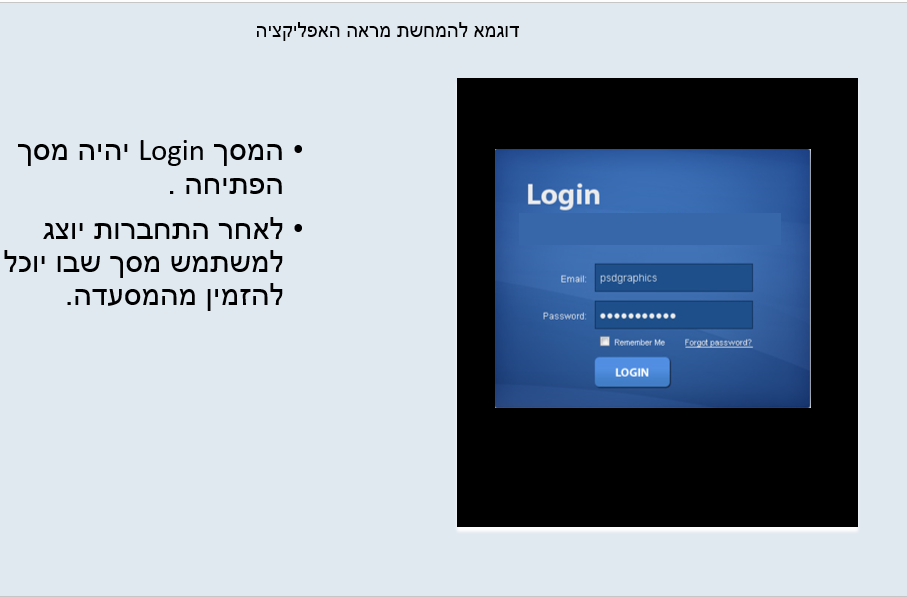 דוגמא להמחשת מראה האפליקציה
• המסך Login יהיה מסך
הפתיחה .
• לאחר התחברות יוצג
למשתמש מסך שבו יוכל
להזמין מהמסעדה.
Login
Email: psdgraphics
Password: ●●●●●●●●●●●
Remember Me Forgot password?
LOGIN